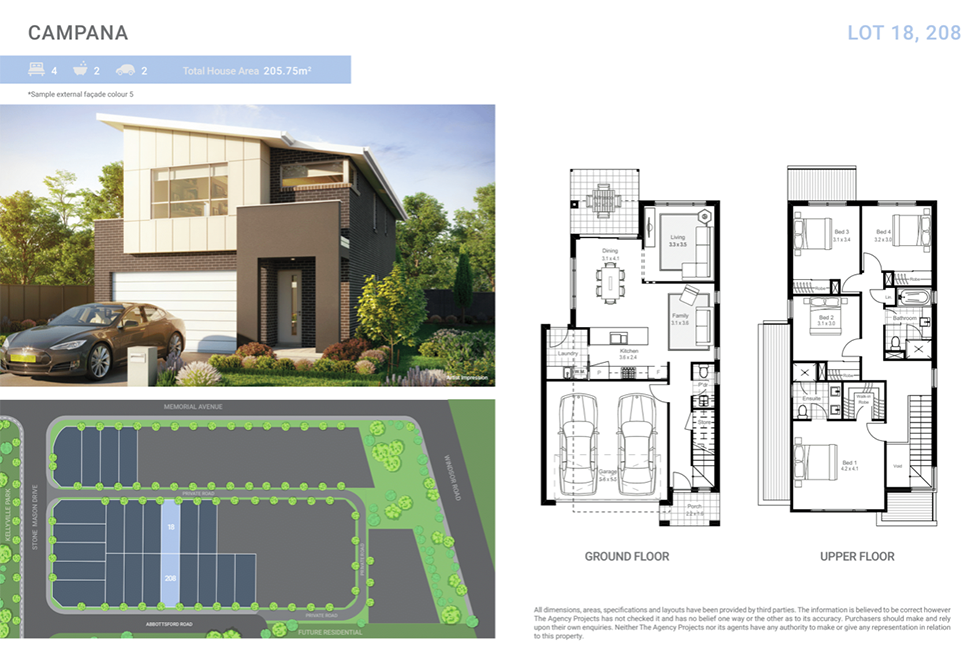 CAMPANA
LOT 18, 208
4 2 2 Total House Area 205.75m²
*Sample external façade colour 5
Artist impression
MEMORIAL AVENUE
WINDSOR ROAD
KELLYVILLE PARK
STONE MASON DRIVE
PRIVATE ROAD
18
208
PRIVATE ROAD
PRIVATE ROAD
ABBOTTSFORD ROAD
FUTURE RESIDENTIAL
Living
3.3 x 3.5
Dining
3.1 x 4.1
Family
3.1 x 3.8
Kitchen
3.6 x 2.4
Laundry
P
F
P'dr
Store
Garage
Porch
GROUND FLOOR
Bed 3
3.1 x 3.4
Bed 4
3.2 x 3.0
Robe
Robe
Lin
Bed 2
3.1 x 3.0
Bathroom
Robe
Ensuite
Walk-in
Robe
Bed 1
4.2 x 4.1
Void
UPPER FLOOR
All dimensions, areas, specifications and layouts have been provided by third parties. The information is believed to be correct however
The Agency Projects has not checked it and has no belief one way or the other as to its accuracy. Purchasers should make and rely
upon their own enquiries. Neither The Agency Projects nor its agents have any authority to make or give any representation in relation
to this property.